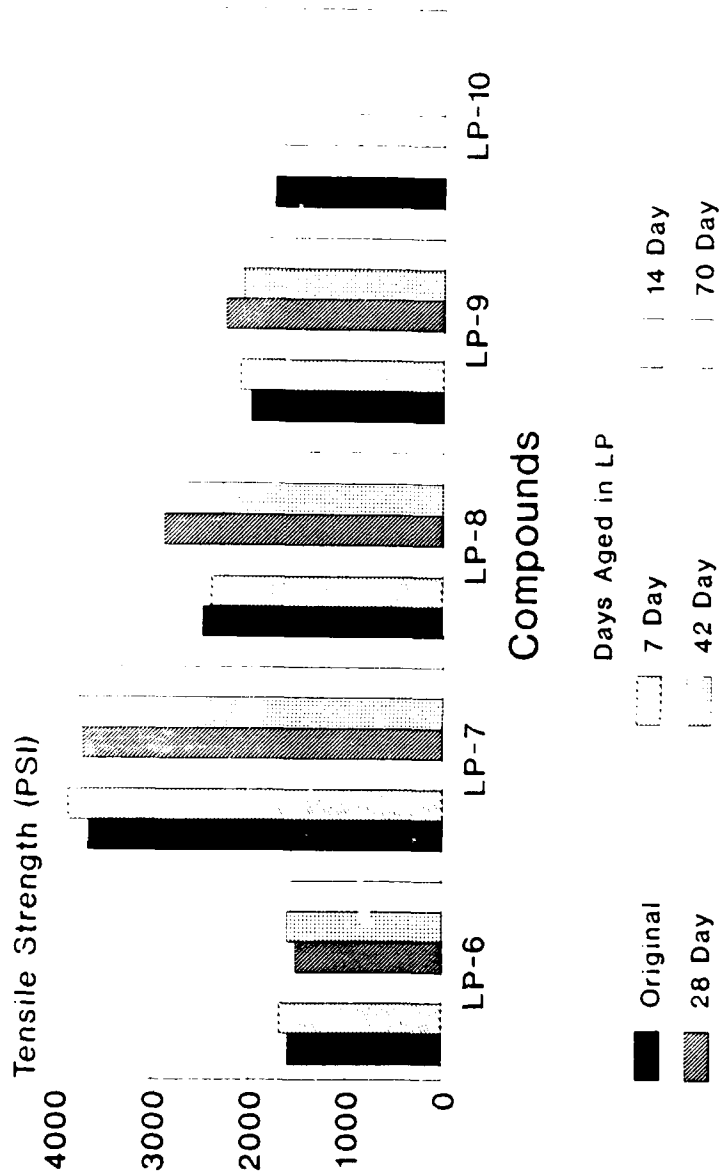 Tensile Strength (PSI)
4000
3000
2000
1000
0
LP-6 LP-7 LP-8 LP-9 LP-10
Compounds
Days Aged in LP
Original 7 Day 14 Day
28 Day 42 Day 70 Day